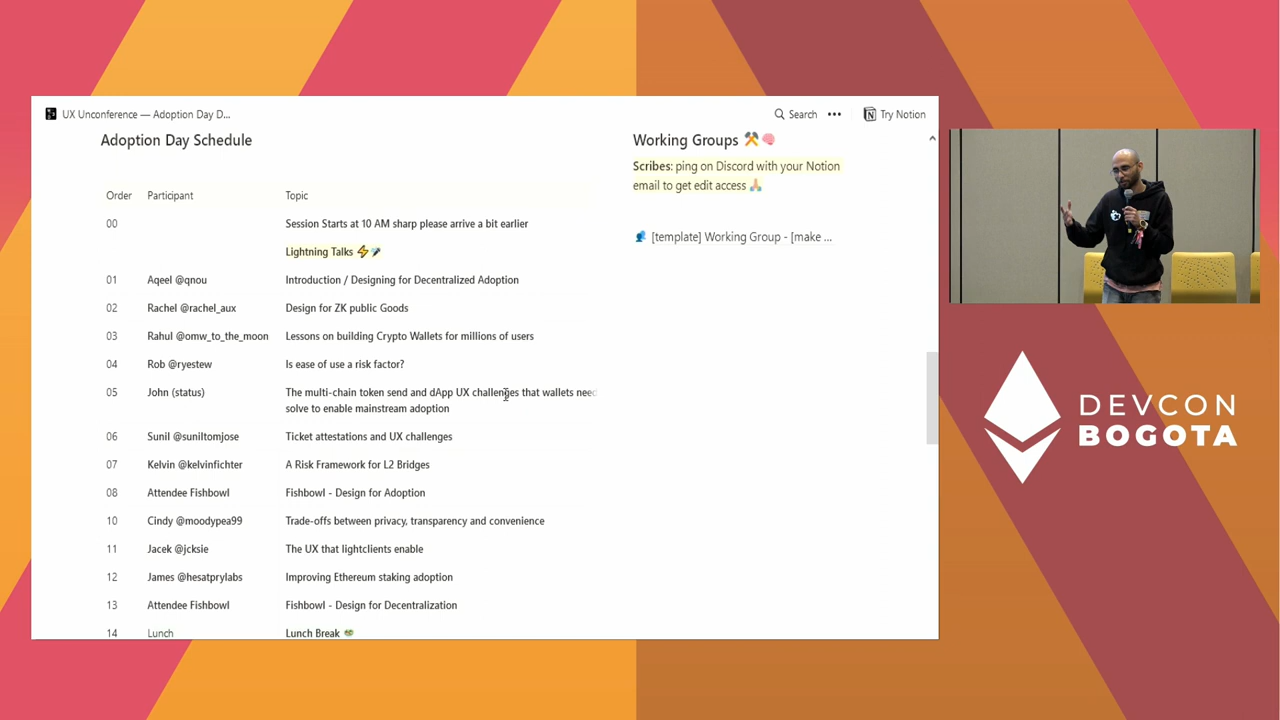 UX Unconference — Adoption Day D...
Search
•••
Try Notion
Adoption Day Schedule
Order Participant Topic
00 Session Starts at 10 AM sharp please arrive a bit earlier
Lightning Talks ⚡🎤
01 Aqeel @qnou Introduction / Designing for Decentralized Adoption
02 Rachel @rachel_aux Design for ZK public Goods
03 Rahul @omw_to_the_moon Lessons on building Crypto Wallets for millions of users
04 Rob @ryestew Is ease of use a risk factor?
05 John (status) The multi-chain token send and dApp UX challenges that wallets need
solve to enable mainstream adoption
06 Sunil @suniltomjose Ticket attestations and UX challenges
07 Kelvin @kelvinfichter A Risk Framework for L2 Bridges
08 Attendee Fishbowl Fishbowl - Design for Adoption
10 Cindy @moodypea99 Trade-offs between privacy, transparency and convenience
11 Jacek @jcksie The UX that lightclients enable
12 James @hesatprylabs Improving Ethereum staking adoption
13 Attendee Fishbowl Fishbowl - Design for Decentralization
14 Lunch Lunch Break 🥗
Working Groups ⚒️🧠
Scribes: ping on Discord with your Notion
email to get edit access 🙏
👥 [template] Working Group - [make ...
DEVCON
BOGOTA